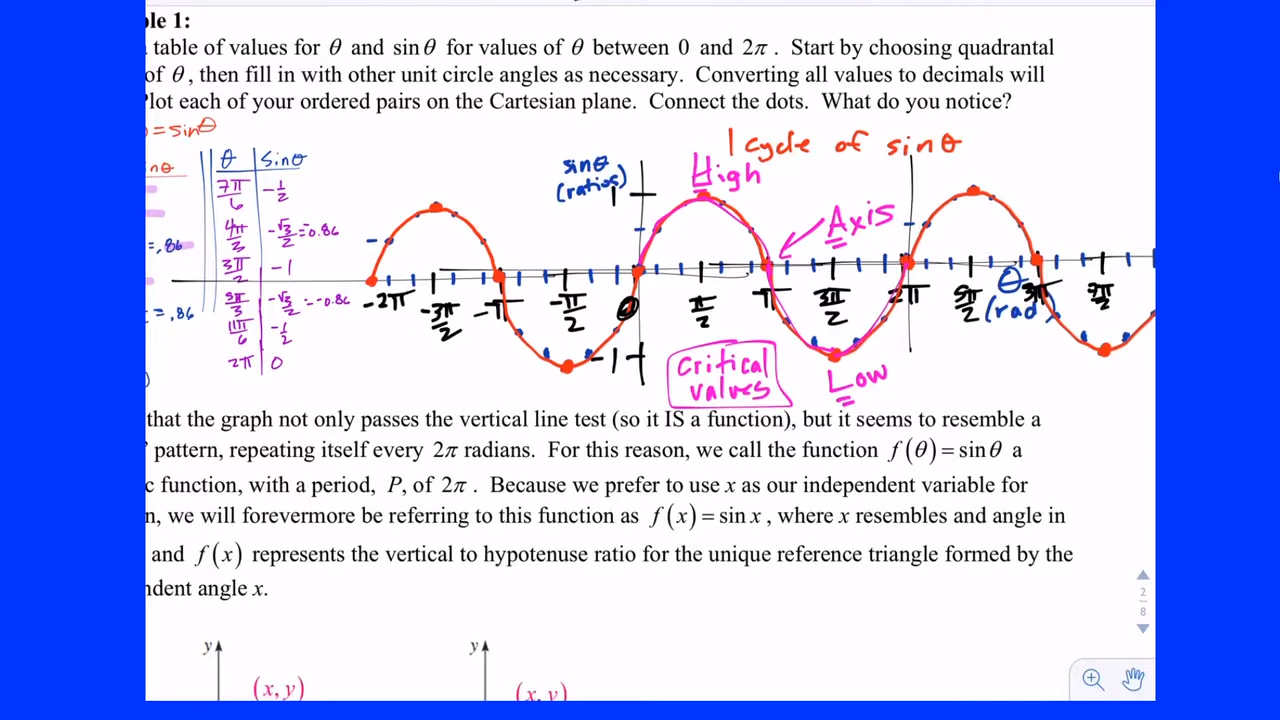 ole 1:
table of values for θ and sin θ for values of θ between 0 and 2π . Start by choosing quadrantal
of θ , then fill in with other unit circle angles as necessary. Converting all values to decimals will
lot each of your ordered pairs on the Cartesian plane. Connect the dots. What do you notice?
= sinθ
θ sinθ
7π/6 -1/2
4π/3 -√3/2 = -0.86
3π/2 -1
5π/3 -√3/2 = -0.86
11π/6 -1/2
2π 0
= .86
= .86
1 cycle of sinθ
sinθ
(ratios)
1
High
Axis
-2π -3π/2 -π -π/2 0 π/2 π 3π/2 2π 5π/2 3π 7π/2
θ
(rad)
-1
Critical
values
Low
that the graph not only passes the vertical line test (so it IS a function), but it seems to resemble a
pattern, repeating itself every 2π radians. For this reason, we call the function f(θ) = sin θ a
c function, with a period, P, of 2π . Because we prefer to use x as our independent variable for
n, we will forevermore be referring to this function as f(x) = sin x , where x resembles and angle in
and f(x) represents the vertical to hypotenuse ratio for the unique reference triangle formed by the
ndent angle x.
y
(x, y)
y
(x, y)
2
8